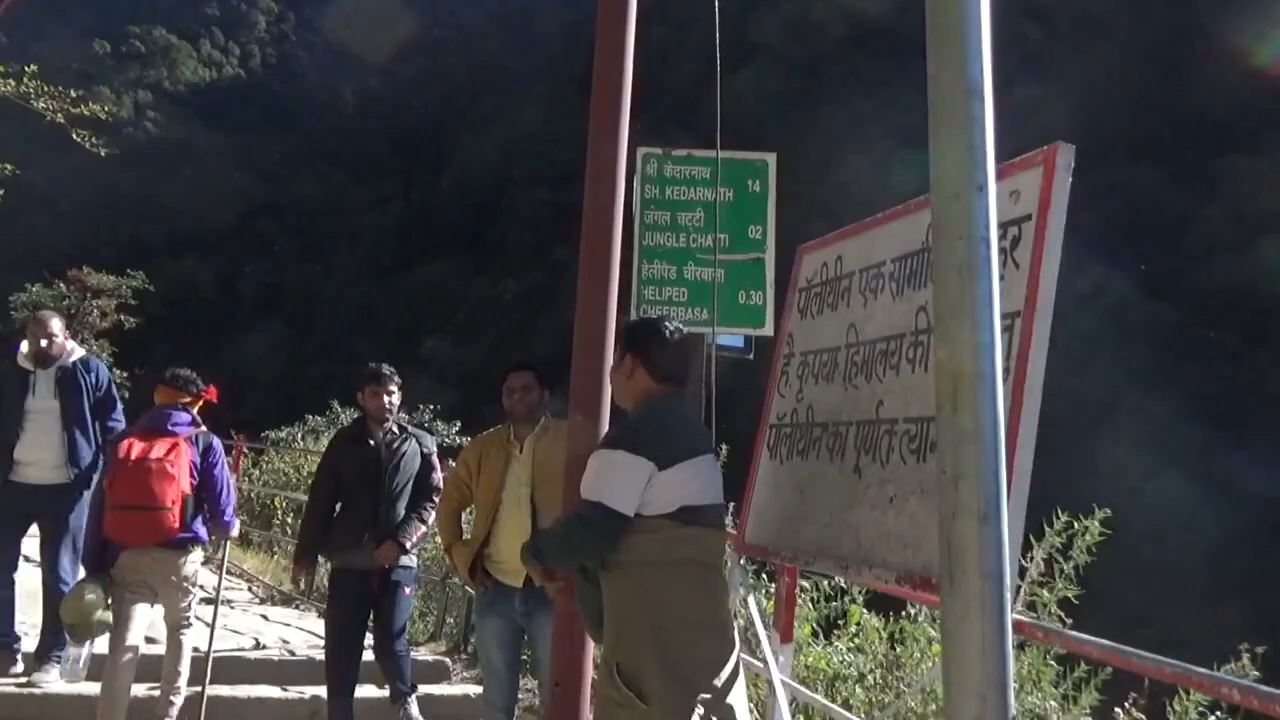 श्री केदारनाथ
SH. KEDARNATH 14
जंगल चट्टी
JUNGLE CHATTI 02
हेलीपैड चीरबासा
HELIPED 0.30
CHEERBASA
पॉलीथीन एक
है, कृपया हिमालय की
पॉलीथीन का पूर्णतः